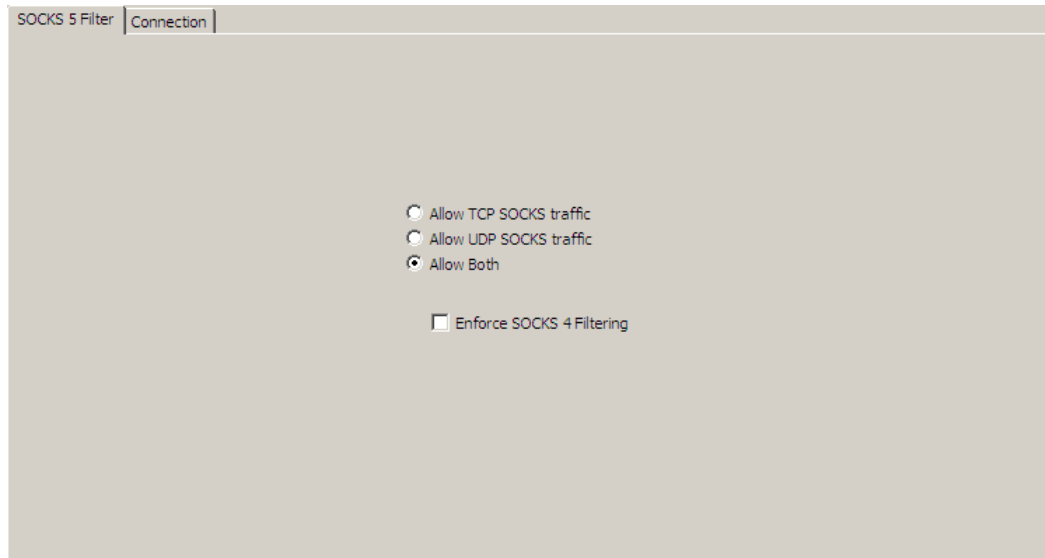 SOCKS 5 Filter
Connection
Allow TCP SOCKS traffic
Allow UDP SOCKS traffic
Allow Both
Enforce SOCKS 4 Filtering